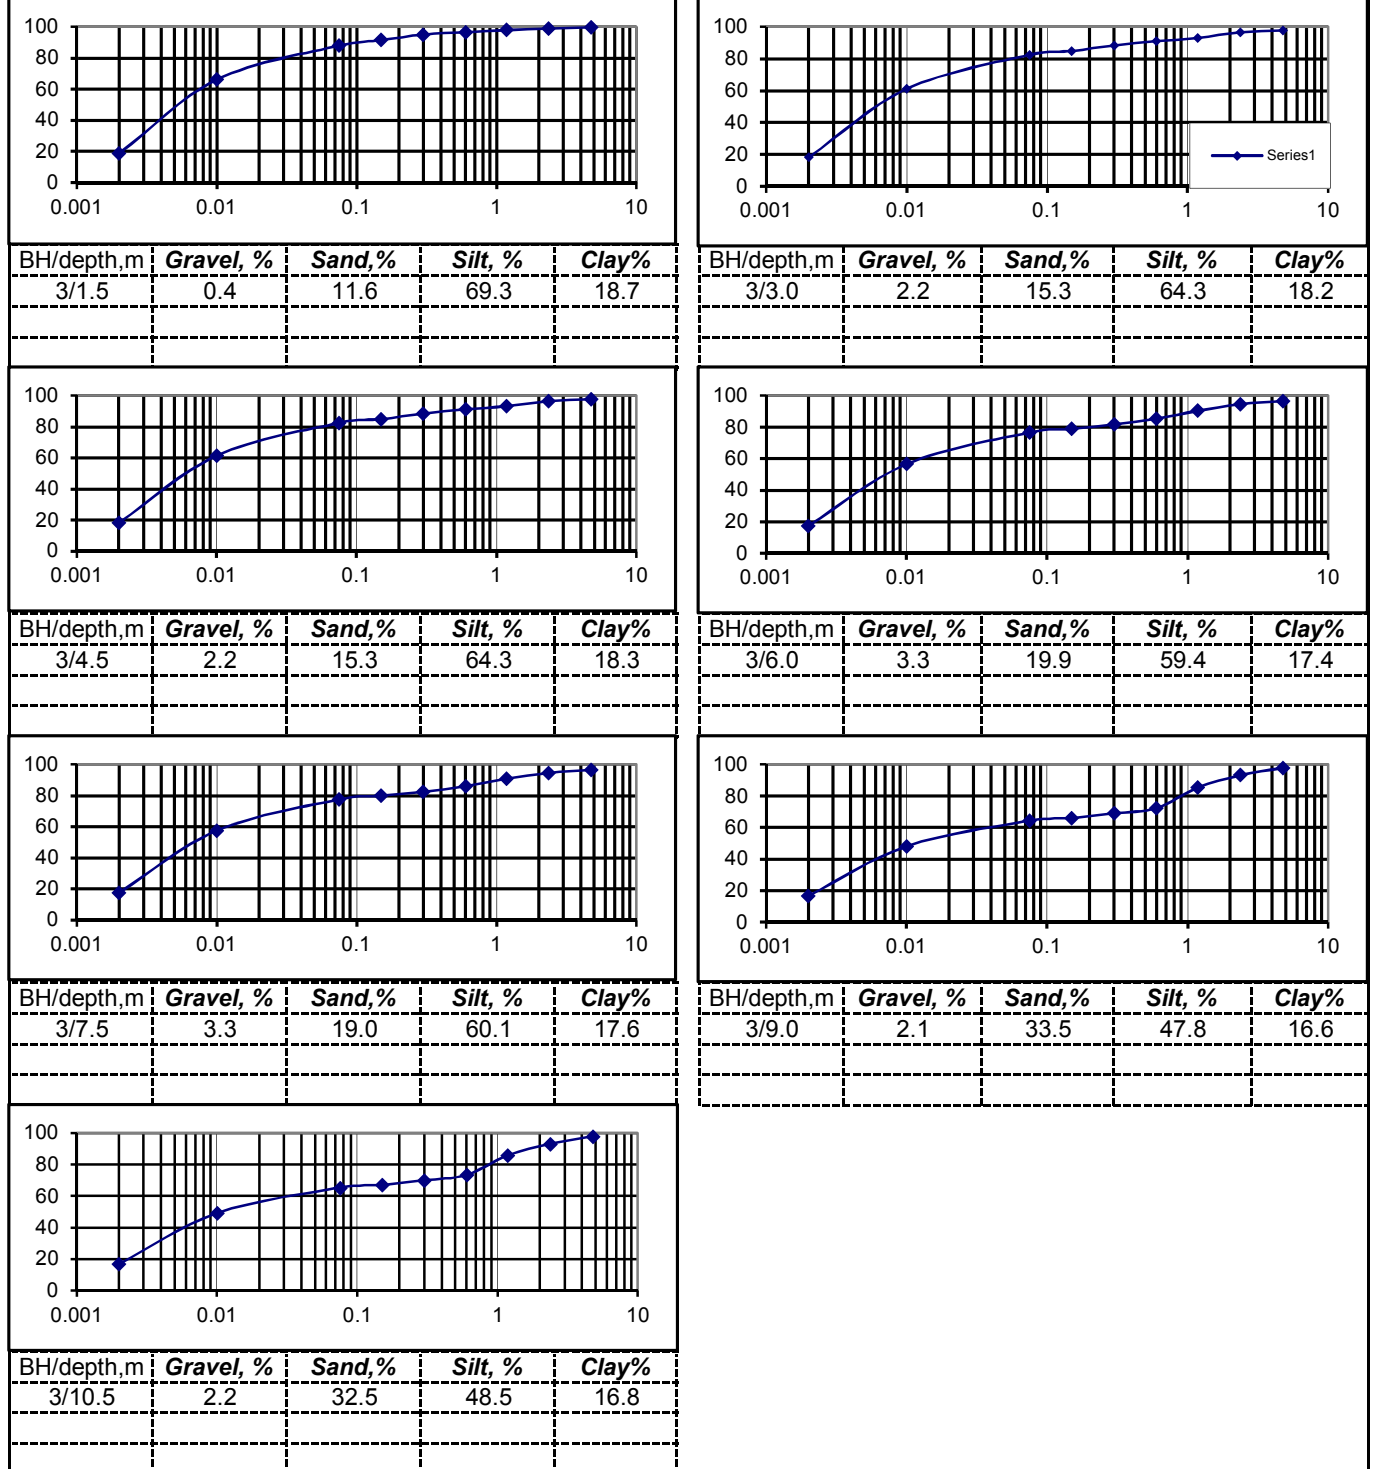 100
80
60
40
20
0
0.001 0.01 0.1 1 10
BH/depth,m Gravel, % Sand,% Silt, % Clay%
3/1.5 0.4 11.6 69.3 18.7
100
80
60
40
20
0
0.001 0.01 0.1 1 10
Series1
BH/depth,m Gravel, % Sand,% Silt, % Clay%
3/3.0 2.2 15.3 64.3 18.2
100
80
60
40
20
0
0.001 0.01 0.1 1 10
BH/depth,m Gravel, % Sand,% Silt, % Clay%
3/4.5 2.2 15.3 64.3 18.3
100
80
60
40
20
0
0.001 0.01 0.1 1 10
BH/depth,m Gravel, % Sand,% Silt, % Clay%
3/6.0 3.3 19.9 59.4 17.4
100
80
60
40
20
0
0.001 0.01 0.1 1 10
BH/depth,m Gravel, % Sand,% Silt, % Clay%
3/7.5 3.3 19.0 60.1 17.6
100
80
60
40
20
0
0.001 0.01 0.1 1 10
BH/depth,m Gravel, % Sand,% Silt, % Clay%
3/9.0 2.1 33.5 47.8 16.6
100
80
60
40
20
0
0.001 0.01 0.1 1 10
BH/depth,m Gravel, % Sand,% Silt, % Clay%
3/10.5 2.2 32.5 48.5 16.8